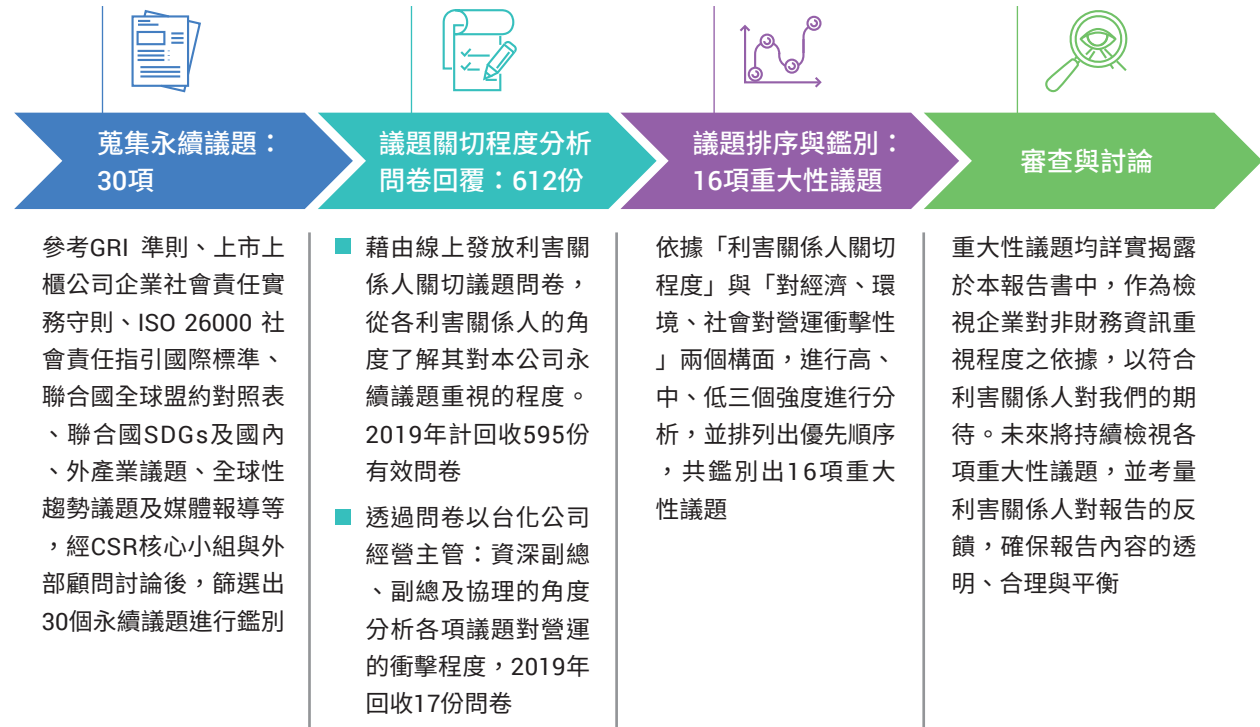 蒐集永續議題：
30項
議題關切程度分析
問卷回覆：612份
議題排序與鑑別：
16項重大性議題
審查與討論
參考GRI 準則、上市上
櫃公司企業社會責任實
務守則、ISO 26000 社
會責任指引國際標準、
聯合國全球盟約對照表
、聯合國SDGs及國內
、外產業議題、全球性
趨勢議題及媒體報導等
，經CSR核心小組與外
部顧問討論後，篩選出
30個永續議題進行鑑別
藉由線上發放利害關
係人關切議題問卷，
從各利害關係人的角
度了解其對本公司永
續議題重視的程度。
2019年計回收595份
有效問卷
透過問卷以台化公司
經營主管：資深副總
、副總及協理的角度
分析各項議題對營運
的衝擊程度，2019年
回收17份問卷
依據「利害關係人關切
程度」與「對經濟、環
境、社會對營運衝擊性
」兩個構面，進行高、
中、低三個強度進行分
析，並排列出優先順序
，共鑑別出16項重大
性議題
重大性議題均詳實揭露
於本報告書中，作為檢
視企業對非財務資訊重
視程度之依據，以符合
利害關係人對我們的期
待。未來將持續檢視各
項重大性議題，並考量
利害關係人對報告的反
饋，確保報告內容的透
明、合理與平衡